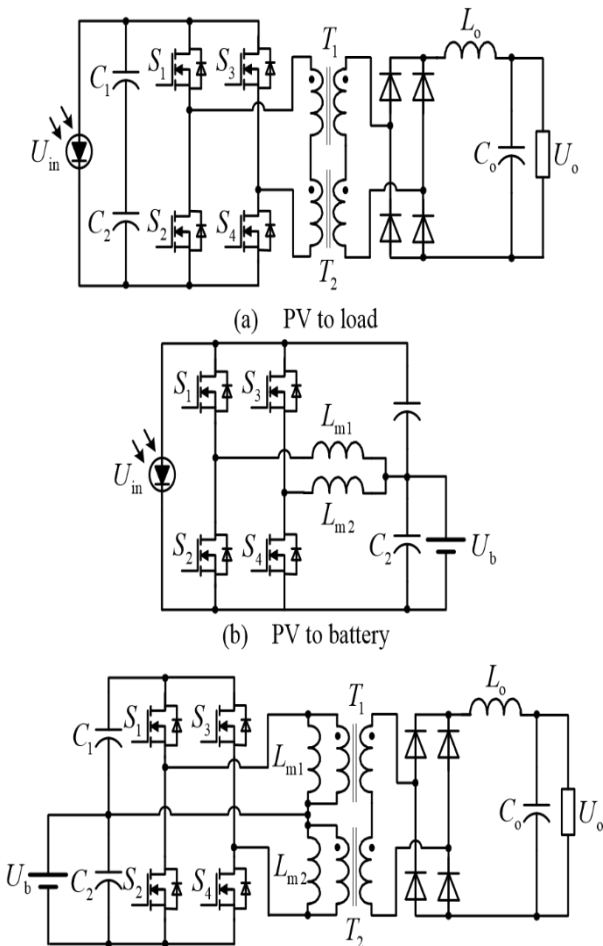 T₁
Lₒ
S₁
S₃
C₁
Uᵢₙ
Cₒ
Uₒ
C₂
S₂
S₄
T₂
(a) PV to load
S₁
S₃
Lₘ₁
Uᵢₙ
Lₘ₂
S₂
S₄
C₂
U_b
(b) PV to battery
T₁
Lₒ
S₁
S₃
C₁
Lₘ₁
Cₒ
Uₒ
U_b
C₂
S₂
S₄
Lₘ₂
T₂